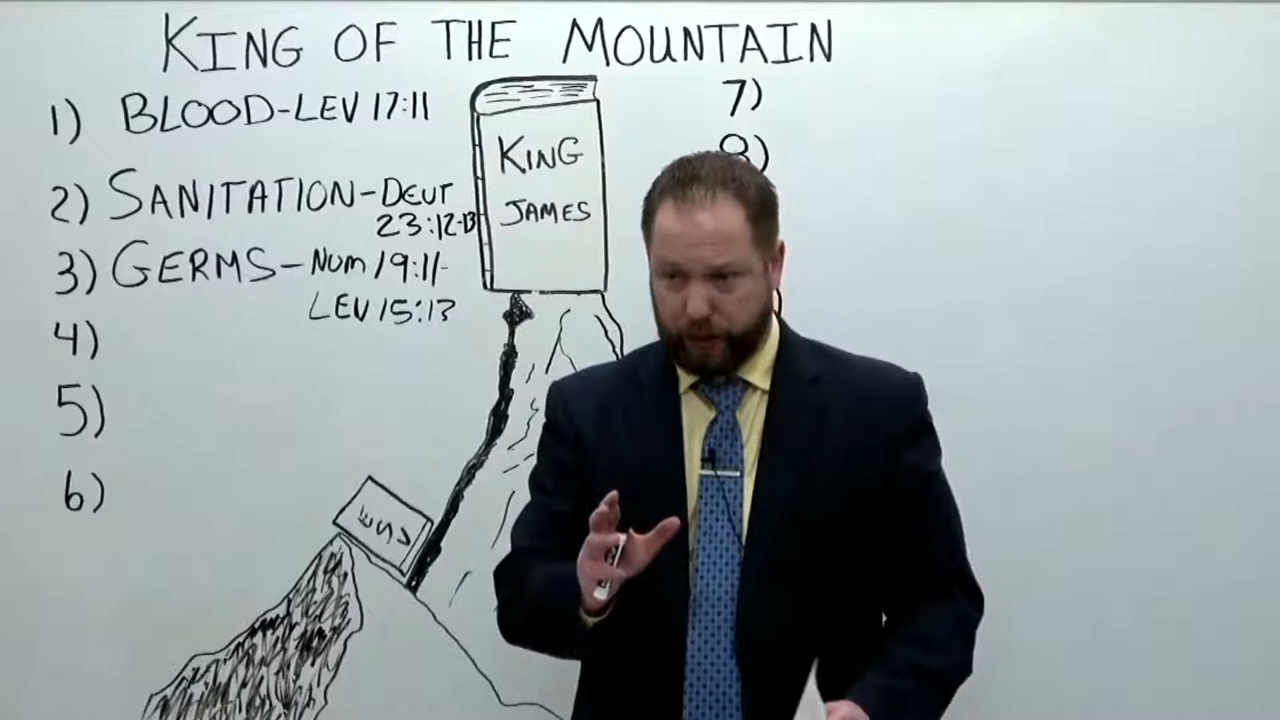 KING OF THE MOUNTAIN
1) BLOOD-LEV 17:11
2) SANITATION-DEUT
23:12-13
3) GERMS-NUM 19:11-
LEV 15:13
4)
5)
6)
KING
JAMES
ESV
7)
8)